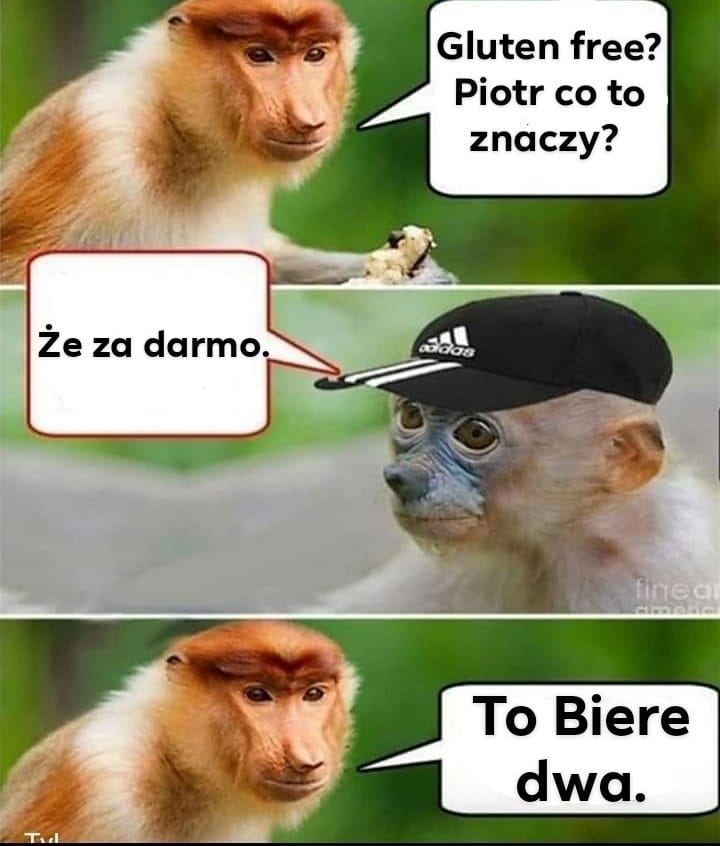 Gluten free?
Piotr co to
znaczy?
Że za darmo.
adidas
To Biere
dwa.